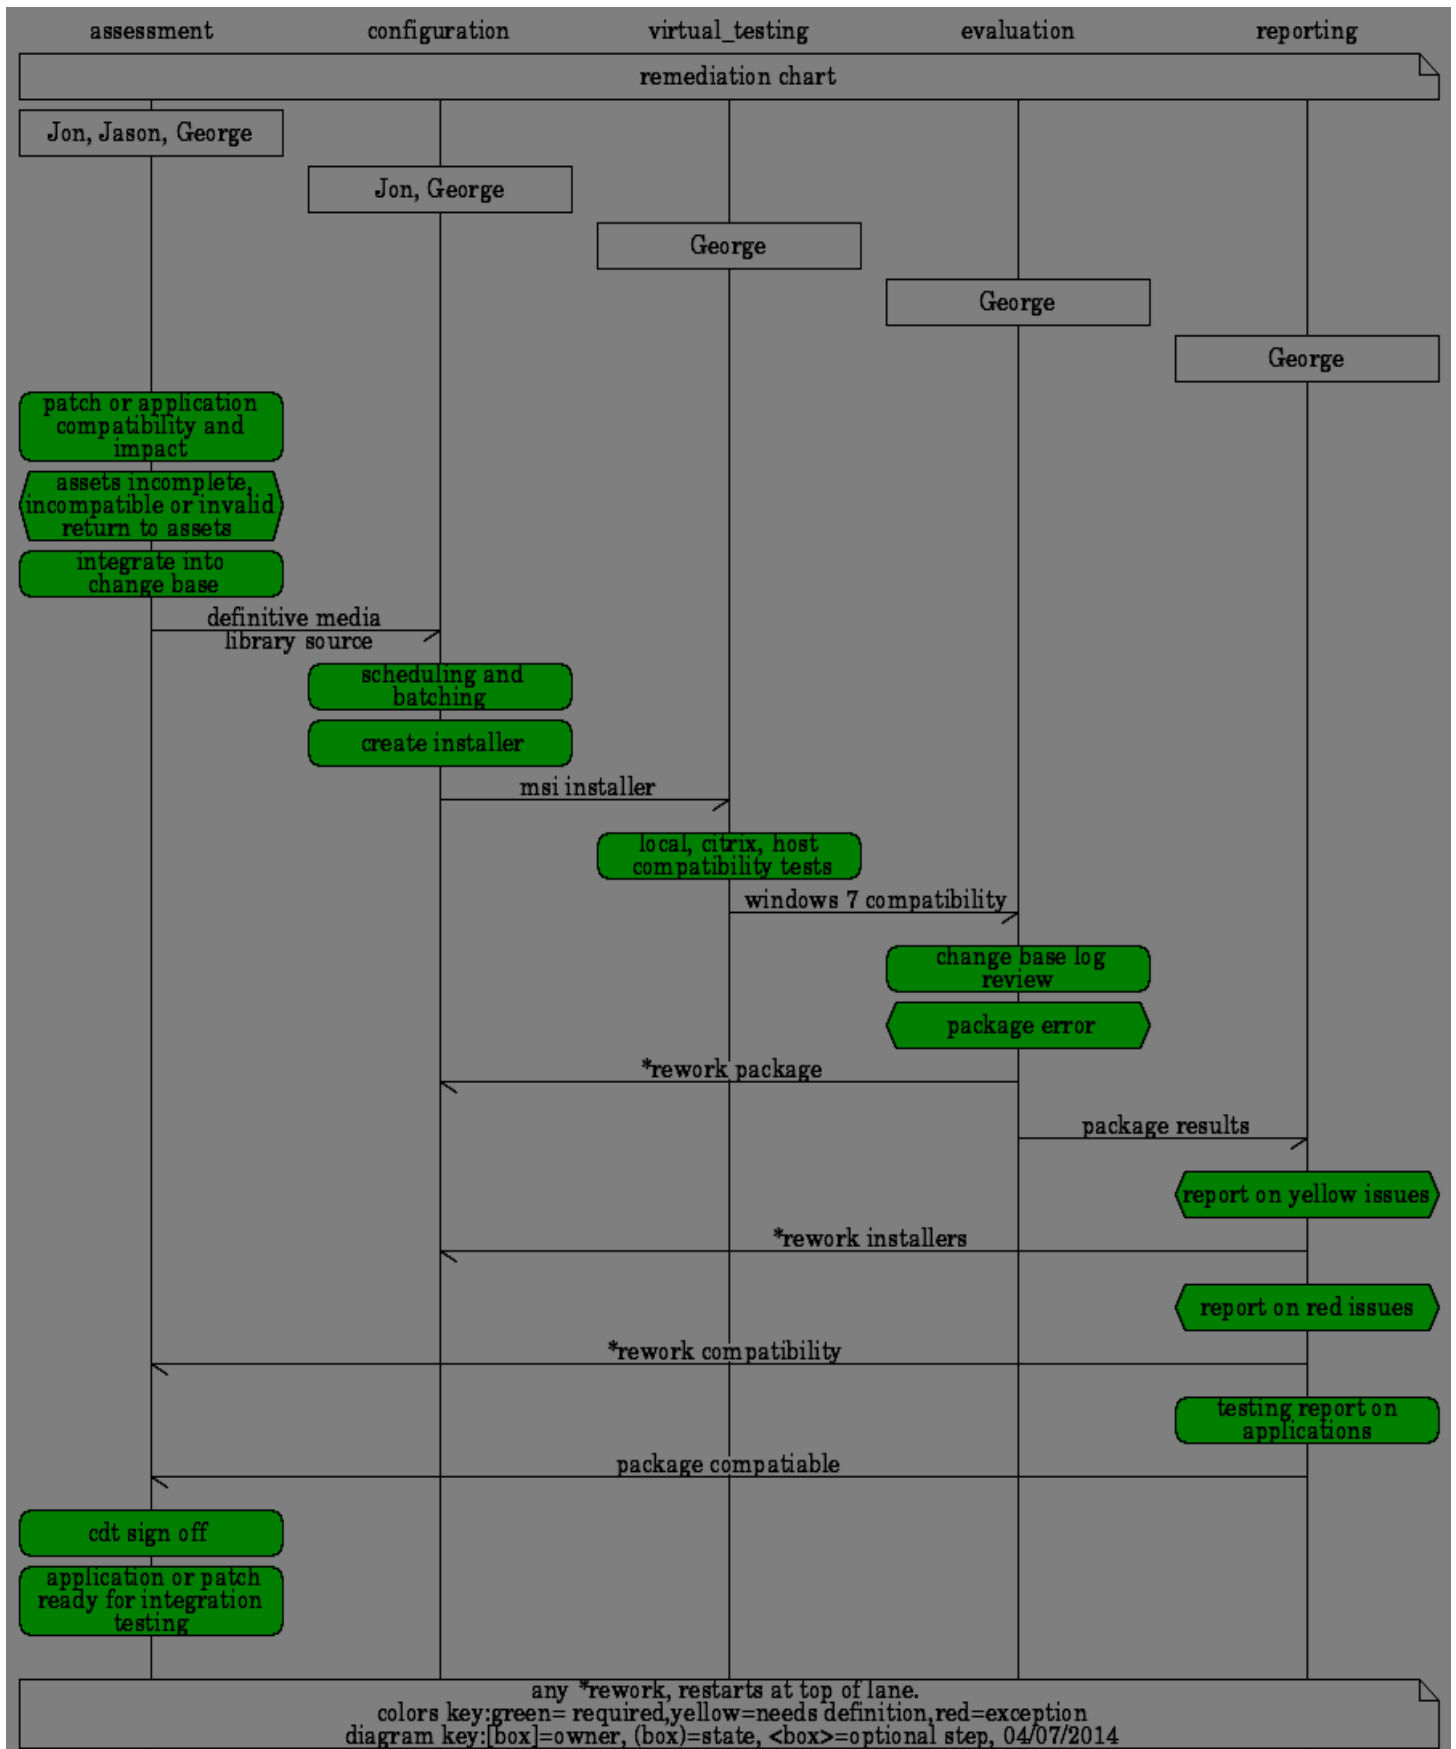 assessment configuration virtual_testing evaluation reporting
remediation chart
Jon, Jason, George
Jon, George
George
George
George
patch or application
compatibility and
impact
assets incomplete,
incompatible or invalid
return to assets
integrate into
change base
definitive media
library source
scheduling and
batching
create installer
msi installer
local, citrix, host
compatibility tests
windows 7 compatibility
change base log
review
package error
*rework package
package results
report on yellow issues
*rework installers
report on red issues
*rework compatibility
testing report on
applications
package compatiable
cdt sign off
application or patch
ready for integration
testing
any *rework, restarts at top of lane.
colors key:green= required,yellow=needs definition,red=exception
diagram key:[box]=owner, (box)=state, <box>=optional step, 04/07/2014